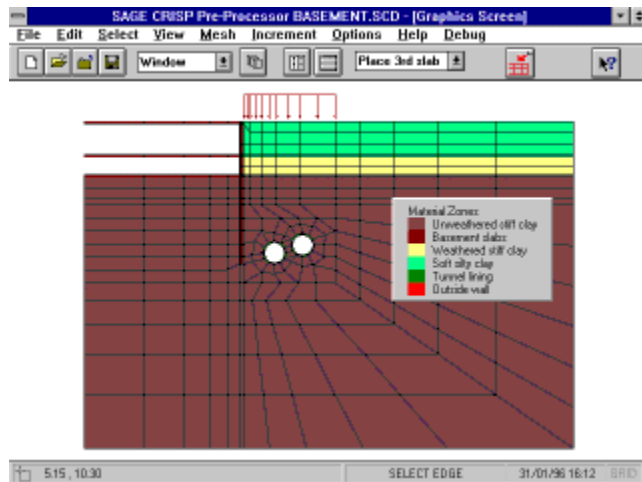 SAGE CRISP Pre-Processor BASEMENT.SCD - [Graphics Screen]
File Edit Select View Mesh Increment Options Help Debug
Window Place 3rd slab
Material Zones
Unweathered stiff clay
Basement slabs
Weathered stiff clay
Soft silty clay
Tunnel lining
Outside wall
5.15 , 10.30 SELECT EDGE 31/01/96 16:12 GRID